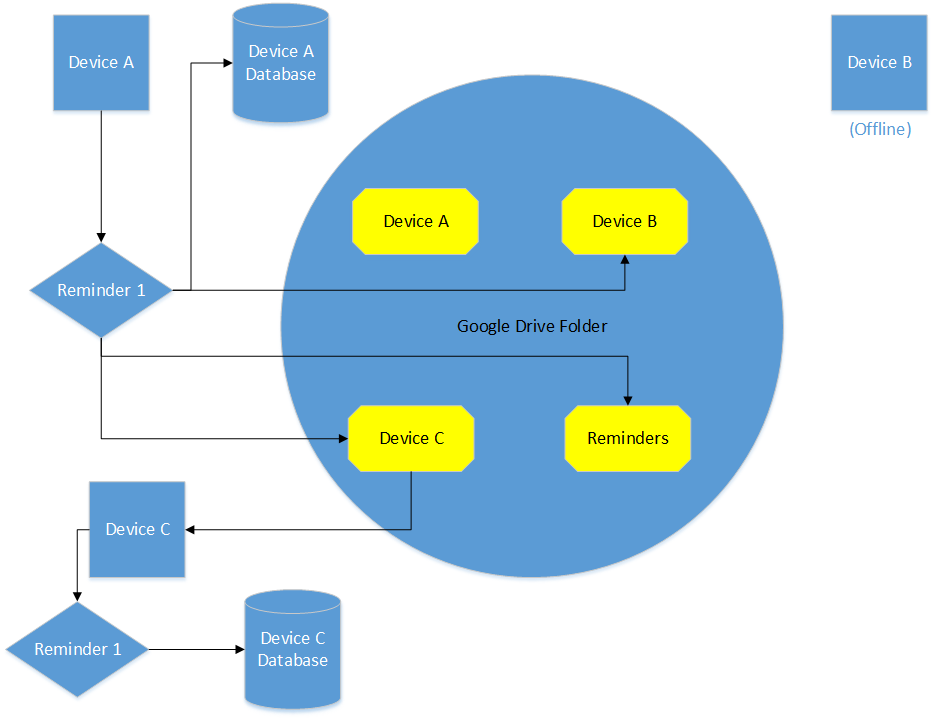 Device A
Device A
Database
Device B
(Offline)
Device A
Device B
Reminder 1
Google Drive Folder
Device C
Reminders
Device C
Reminder 1
Device C
Database